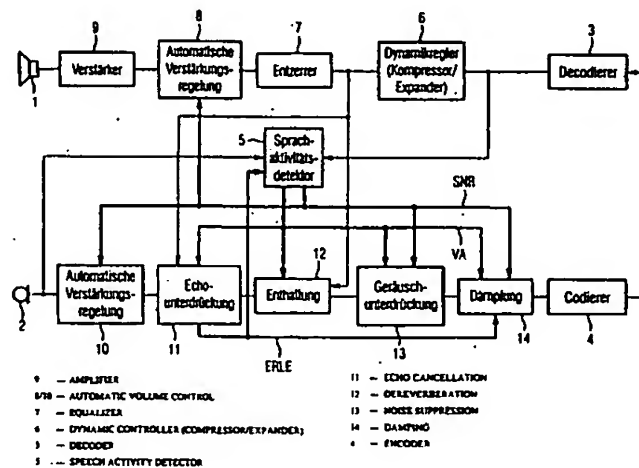 9
8
7
6
3
Verstärker
Automatische
Verstärkungs-
regelung
Entzerrer
Dynamikregler
(Kompressor/
Expander)
Decodierer
1
5
Sprach-
aktivitäts-
detektor
SNR
VA
12
2
Automatische
Verstärkungs-
regelung
Echo-
unterdrückung
Enthallung
Geräusch-
unterdrückung
Dämpfung
Codierer
10
11
13
14
4
ERLE
9 – AMPLIFIER
8/10 – AUTOMATIC VOLUME CONTROL
7 – EQUALIZER
6 – DYNAMIC CONTROLLER (COMPRESSOR/EXPANDER)
3 – DECODER
5 – SPEECH ACTIVITY DETECTOR
11 – ECHO CANCELLATION
12 – DEREVERBERATION
13 – NOISE SUPPRESSION
14 – DAMPING
4 – ENCODER